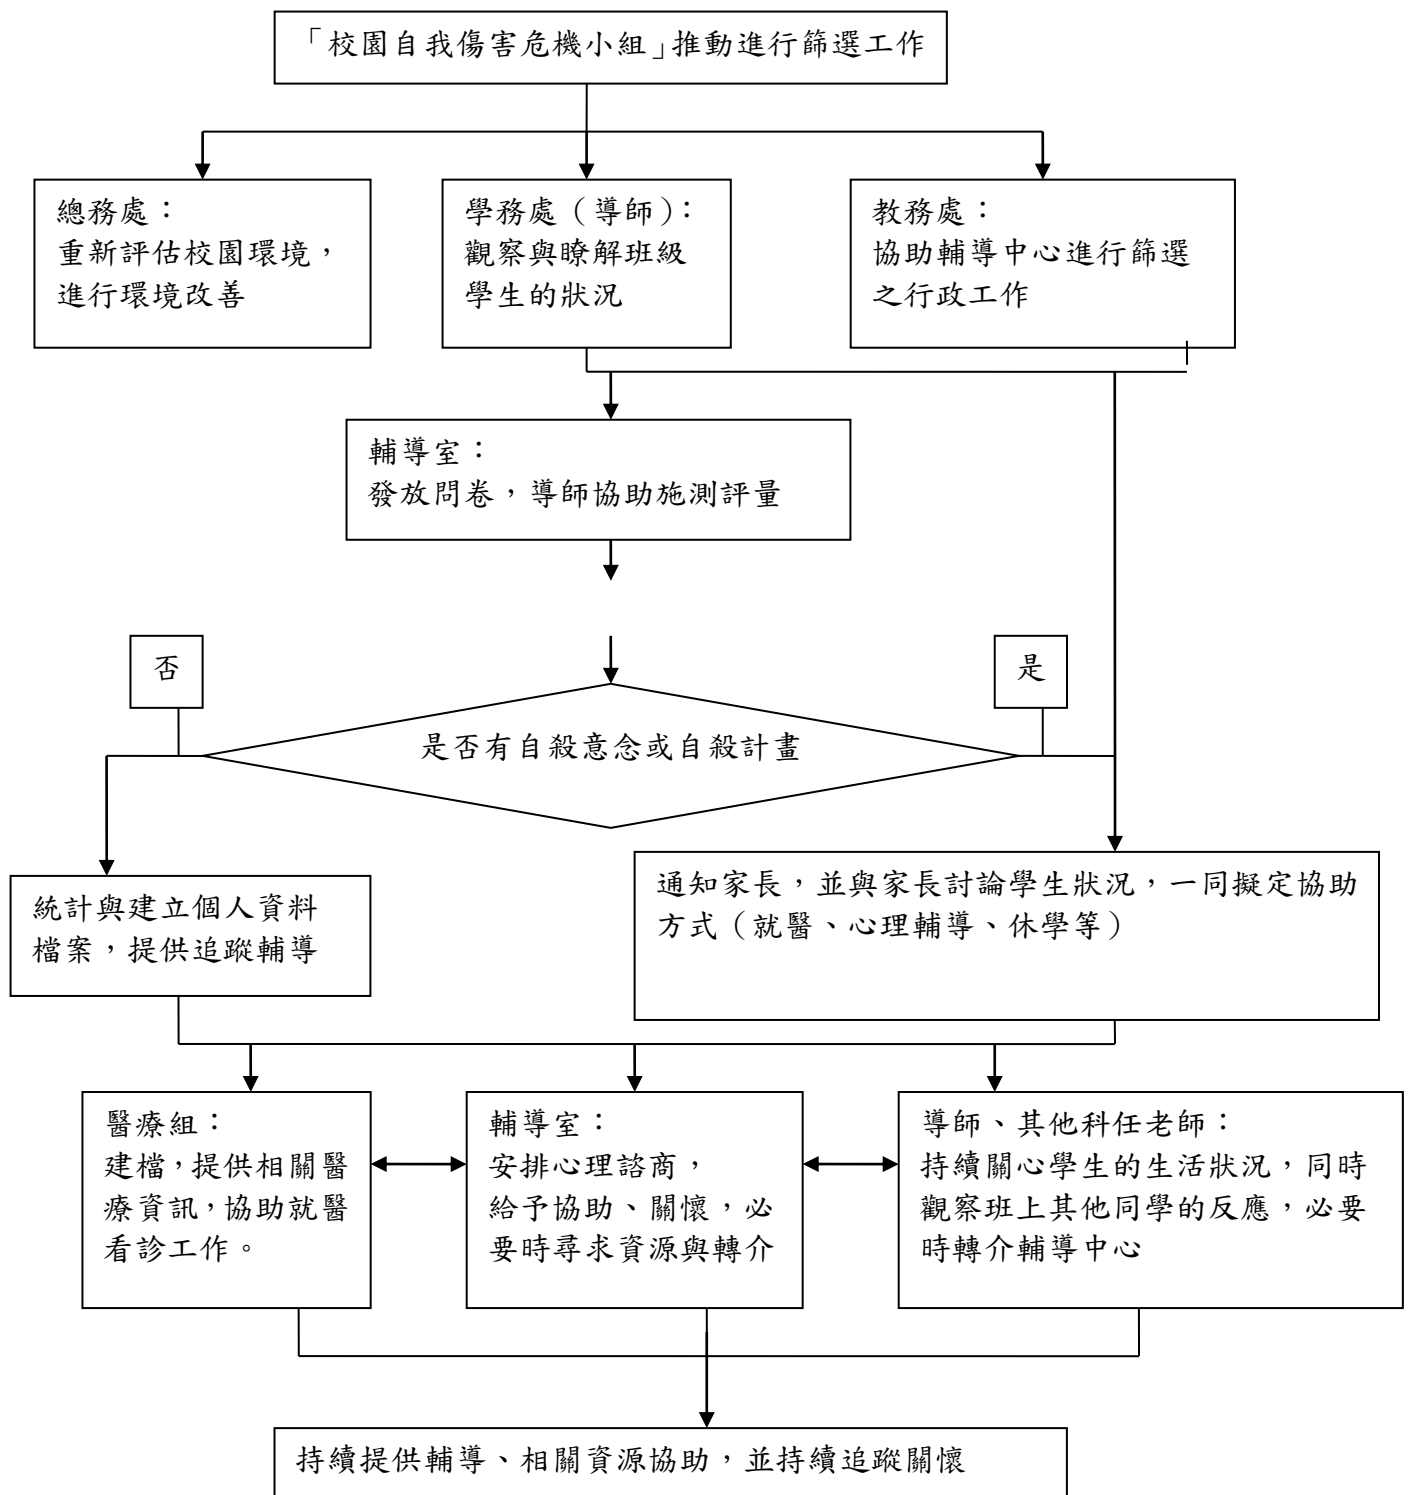 「校園自我傷害危機小組」推動進行篩選工作
總務處：
重新評估校園環境，
進行環境改善
學務處（導師）：
觀察與瞭解班級
學生的狀況
教務處：
協助輔導中心進行篩選
之行政工作
輔導室：
發放問卷，導師協助施測評量
否
是
是否有自殺意念或自殺計畫
統計與建立個人資料
檔案，提供追蹤輔導
通知家長，並與家長討論學生狀況，一同擬定協助
方式（就醫、心理輔導、休學等）
醫療組：
建檔，提供相關醫
療資訊，協助就醫
看診工作。
輔導室：
安排心理諮商，
給予協助、關懷，必
要時尋求資源與轉介
導師、其他科任老師：
持續關心學生的生活狀況，同時
觀察班上其他同學的反應，必要
時轉介輔導中心
持續提供輔導、相關資源協助，並持續追蹤關懷